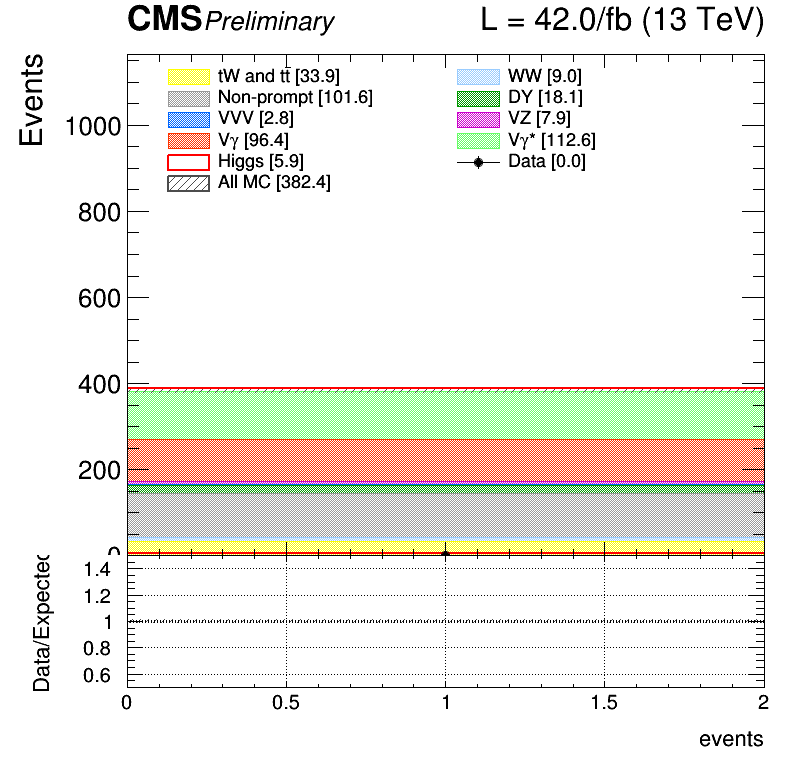 CMS Preliminary L = 42.0/fb (13 TeV)
Events
tW and tt̄ [33.9] WW [9.0]
Non-prompt [101.6] DY [18.1]
VVV [2.8] VZ [7.9]
Vγ [96.4] Vγ* [112.6]
Higgs [5.9] Data [0.0]
All MC [382.4]
1000
800
600
400
200
0
Data/Expected
1.4
1.2
1
0.8
0.6
0 0.5 1 1.5 2
events